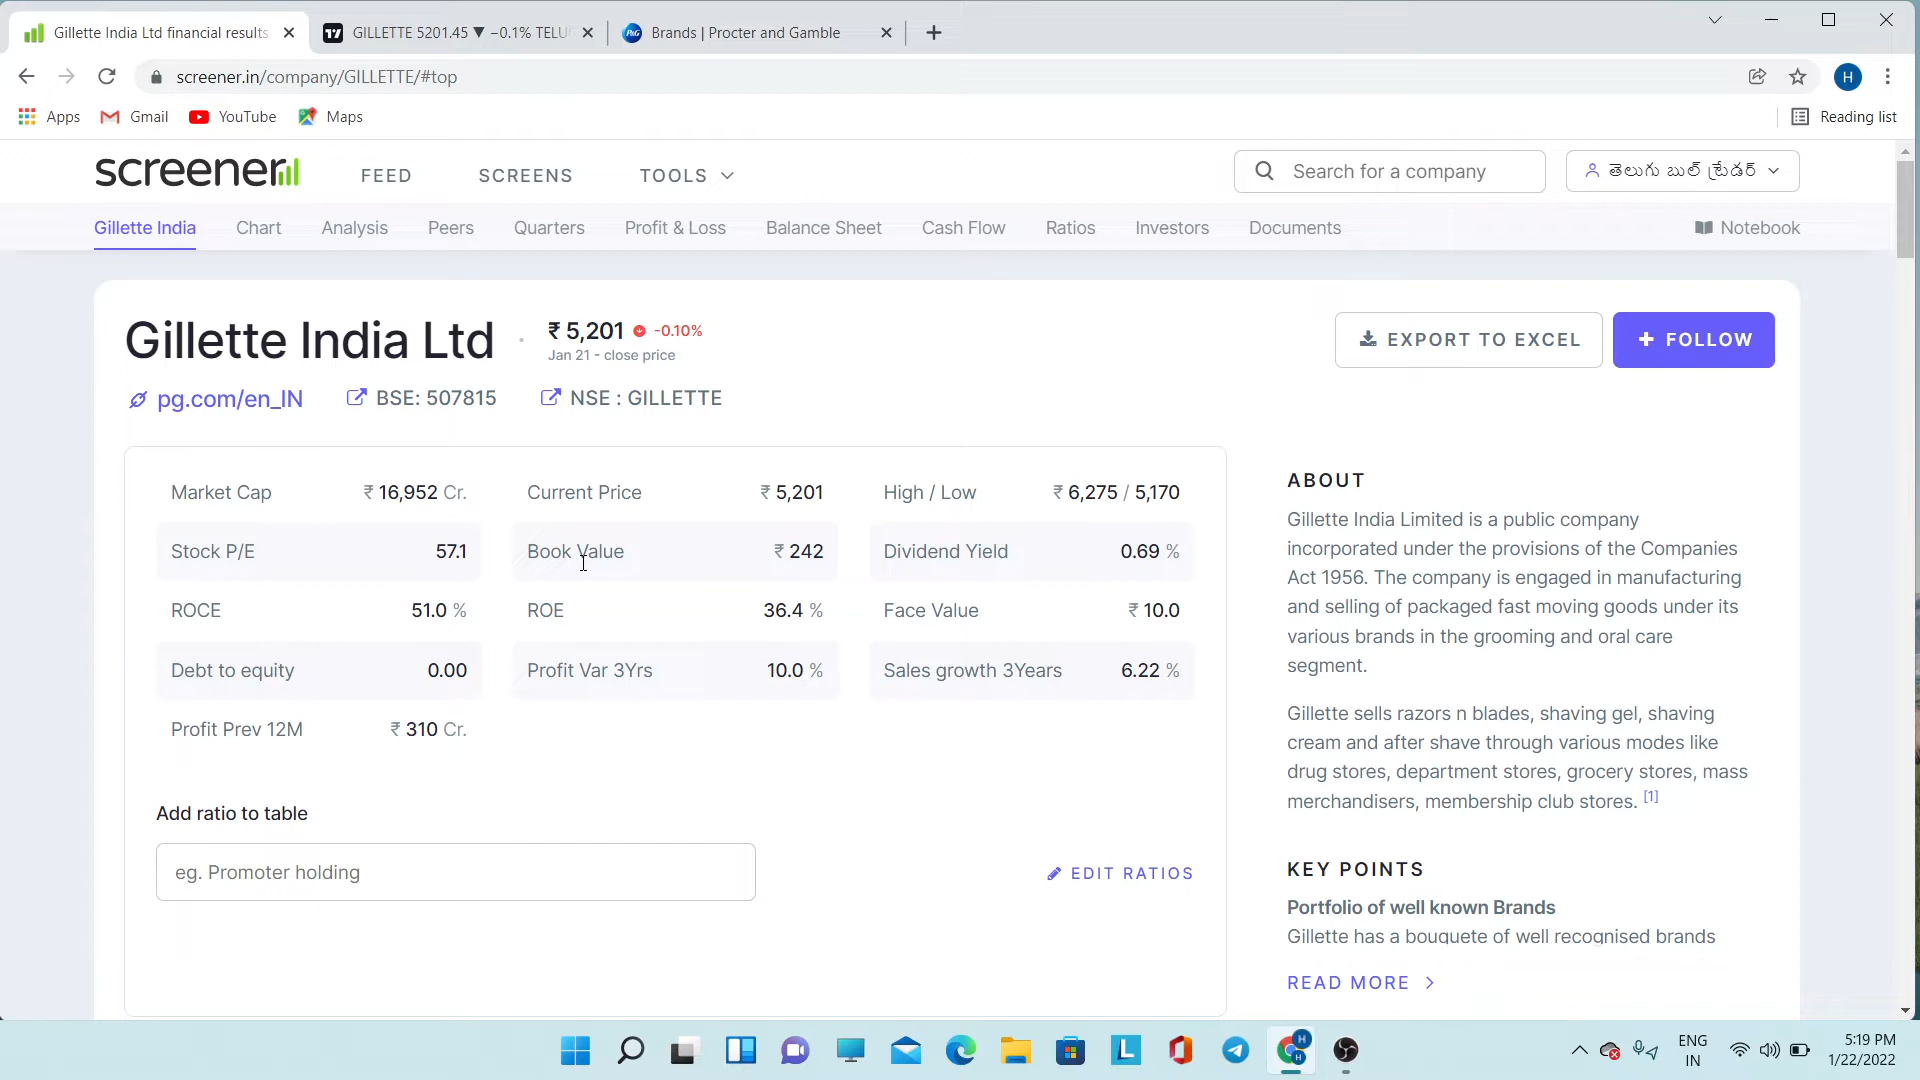 Gillette India Ltd financial results
GILLETTE 5201.45 ▼ −0.1% TELU
P&G Brands | Procter and Gamble
screener.in/company/GILLETTE/#top
H
Apps Gmail YouTube Maps
Reading list
screener FEED SCREENS TOOLS
Search for a company
తెలుగు బుల్ ట్రేడర్
Gillette India Chart Analysis Peers Quarters Profit & Loss Balance Sheet Cash Flow Ratios Investors Documents Notebook
Gillette India Ltd
₹ 5,201 -0.10%
Jan 21 - close price
EXPORT TO EXCEL
+ FOLLOW
pg.com/en_IN BSE: 507815 NSE : GILLETTE
Market Cap ₹ 16,952 Cr. Current Price ₹ 5,201 High / Low ₹ 6,275 / 5,170
Stock P/E 57.1 Book Value ₹ 242 Dividend Yield 0.69 %
ROCE 51.0 % ROE 36.4 % Face Value ₹ 10.0
Debt to equity 0.00 Profit Var 3Yrs 10.0 % Sales growth 3Years 6.22 %
Profit Prev 12M ₹ 310 Cr.
Add ratio to table
eg. Promoter holding
EDIT RATIOS
ABOUT
Gillette India Limited is a public company
incorporated under the provisions of the Companies
Act 1956. The company is engaged in manufacturing
and selling of packaged fast moving goods under its
various brands in the grooming and oral care
segment.
Gillette sells razors n blades, shaving gel, shaving
cream and after shave through various modes like
drug stores, department stores, grocery stores, mass
merchandisers, membership club stores. [1]
KEY POINTS
Portfolio of well known Brands
Gillette has a bouquete of well recognised brands
READ MORE
L
H
H
ENG
IN
5:19 PM
1/22/2022